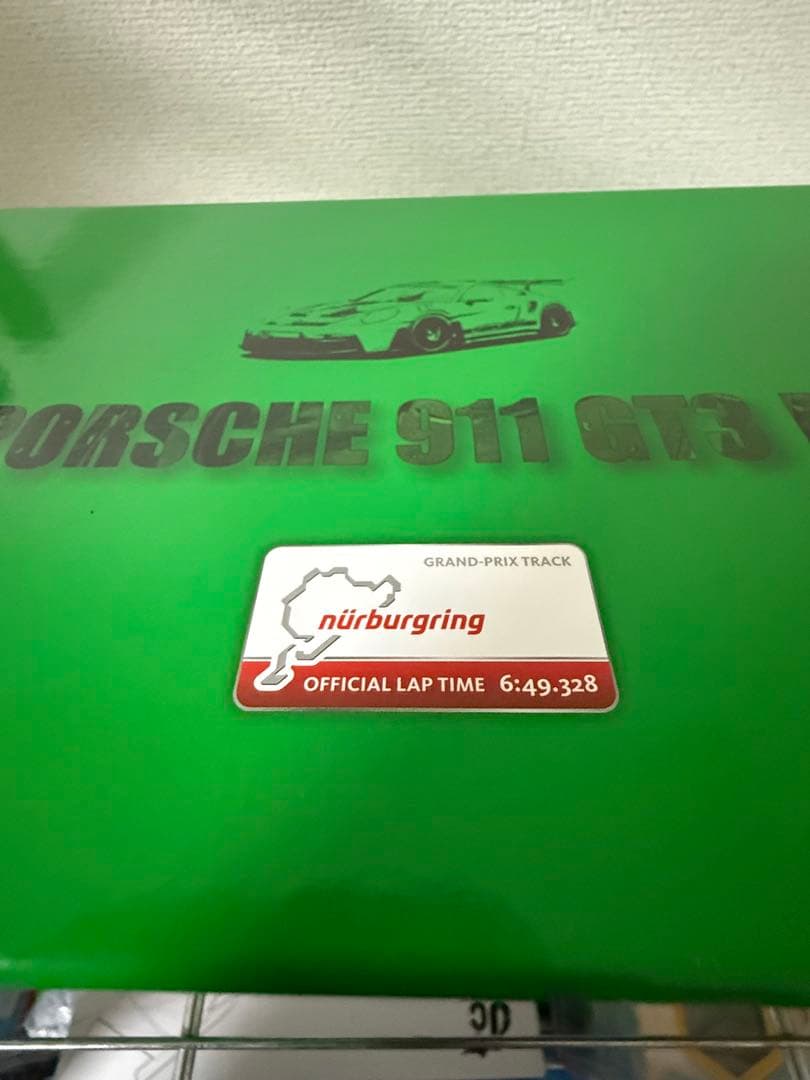 PORSCHE 911 GT3
GRAND-PRIX TRACK
nürburgring
OFFICIAL LAP TIME 6:49.328